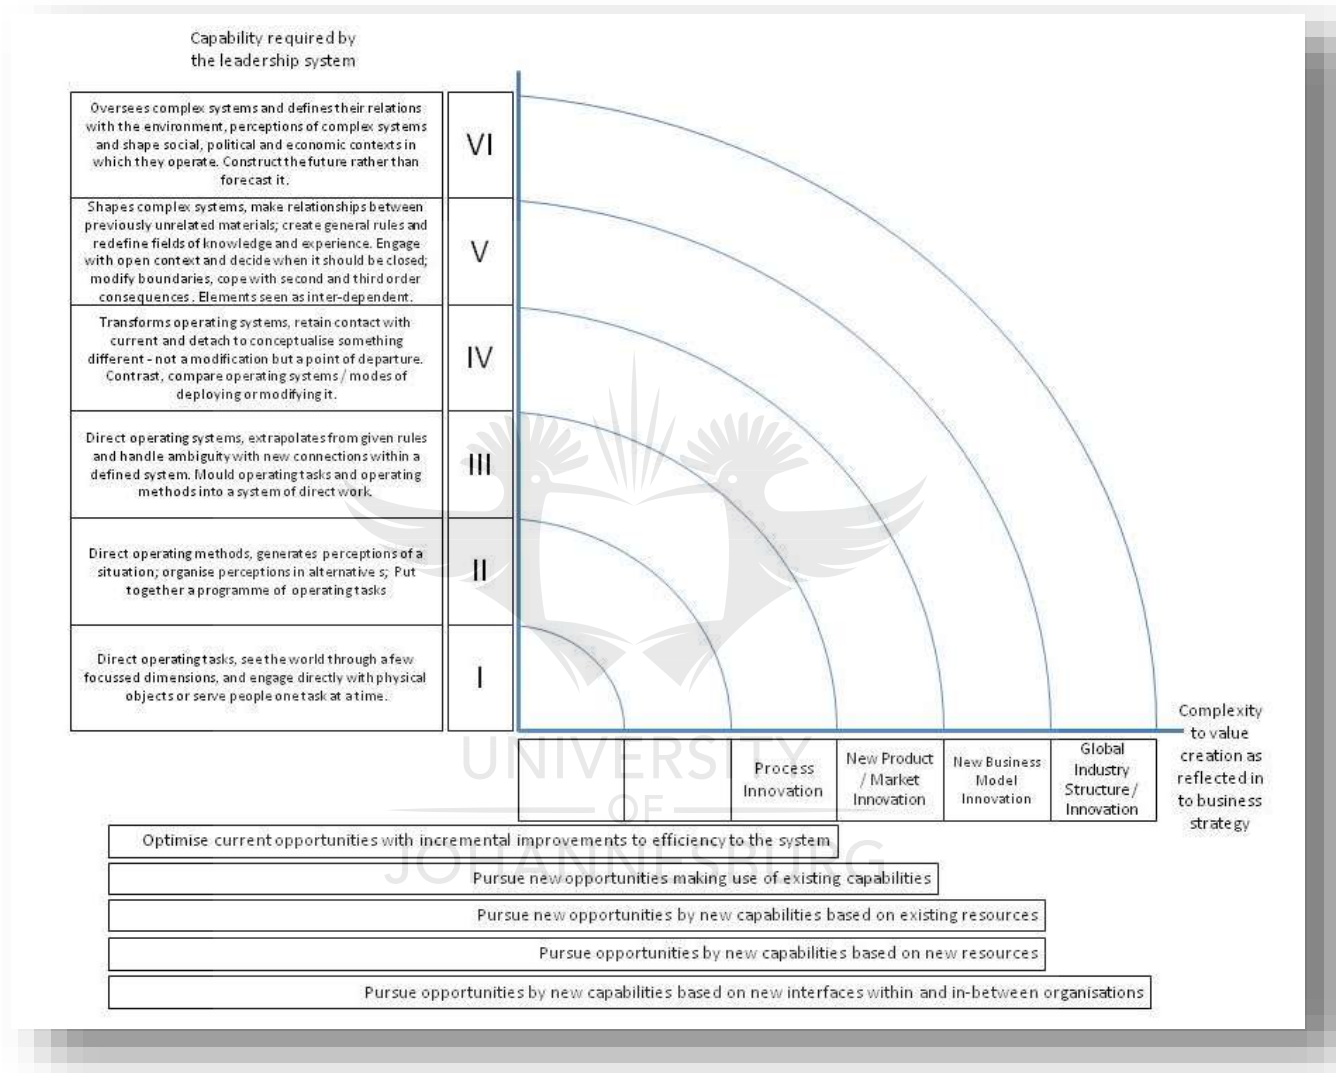 Capability required by
the leadership system
Oversees complex systems and defines their relations
with the environment, perceptions of complex systems
and shape social, political and economic contexts in
which they operate. Construct the future rather than
forecast it.
VI
Shapes complex systems, make relationships between
previously unrelated materials; create general rules and
redefine fields of knowledge and experience. Engage
with open context and decide when it should be closed;
modify boundaries, cope with second and third order
consequences. Elements seen as inter-dependent.
V
Transforms operating systems, retain contact with
current and detach to conceptualise something
different - not a modification but a point of departure.
Contrast, compare operating systems / modes of
deploying or modifying it.
IV
Direct operating systems, extrapolates from given rules
and handle ambiguity with new connections within a
defined system. Mould operating tasks and operating
methods into a system of direct work.
III
Direct operating methods, generates perceptions of a
situation; organise perceptions in alternative s; Put
together a programme of operating tasks
II
Direct operating tasks, see the world through a few
focussed dimensions, and engage directly with physical
objects or serve people one task at a time.
I
Process
Innovation
New Product
/ Market
Innovation
New Business
Model
Innovation
Global
Industry
Structure /
Innovation
Complexity
to value
creation as
reflected in
to business
strategy
Optimise current opportunities with incremental improvements to efficiency to the system
Pursue new opportunities making use of existing capabilities
Pursue new opportunities by new capabilities based on existing resources
Pursue opportunities by new capabilities based on new resources
Pursue opportunities by new capabilities based on new interfaces within and in-between organisations
UNIVERSITY
OF
JOHANNESBURG